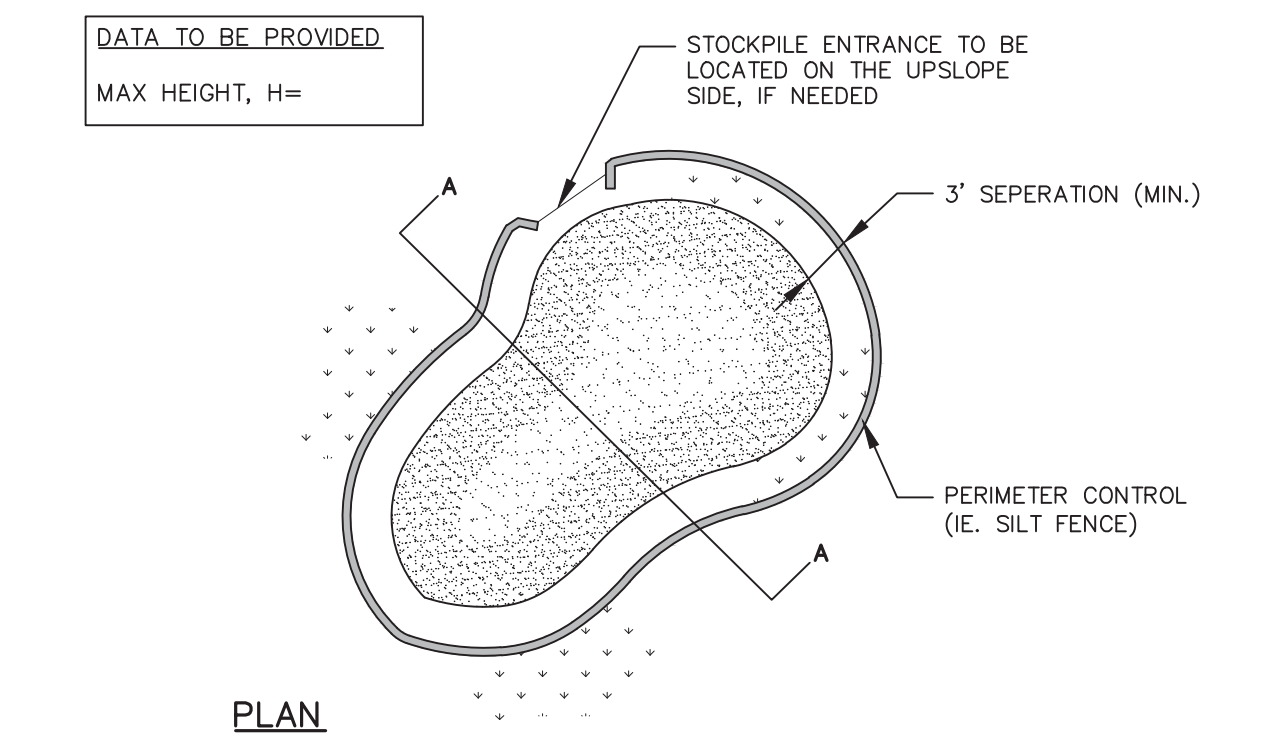 DATA TO BE PROVIDED
MAX HEIGHT, H=
STOCKPILE ENTRANCE TO BE
LOCATED ON THE UPSLOPE
SIDE, IF NEEDED
A
3' SEPERATION (MIN.)
PERIMETER CONTROL
(IE. SILT FENCE)
A
PLAN